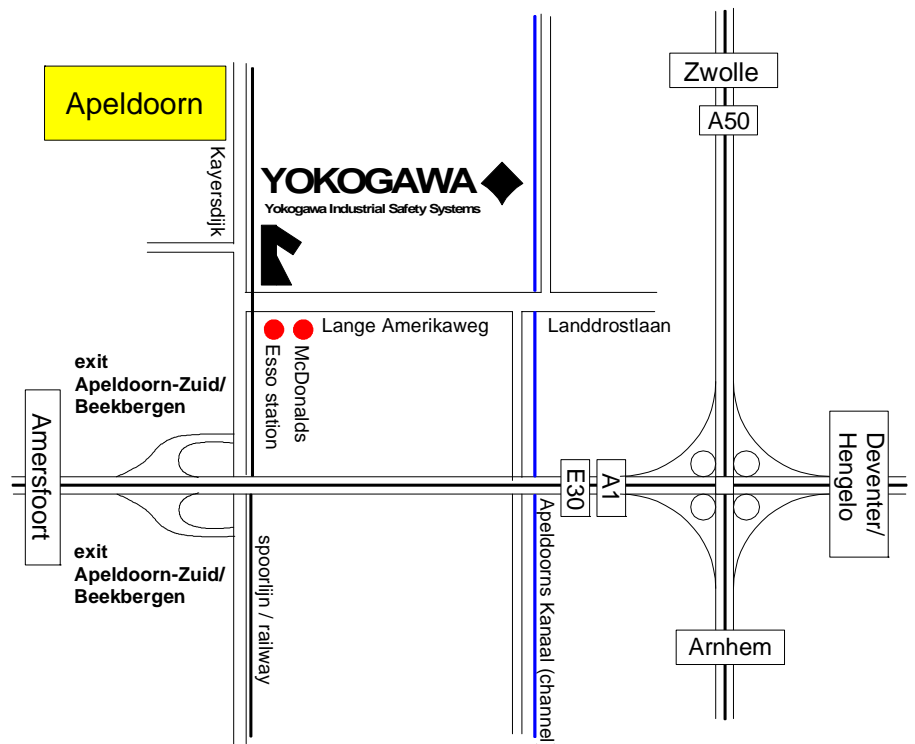 Zwolle
Apeldoorn
A50
Kayersdijk
YOKOGAWA
Yokogawa Industrial Safety Systems
Lange Amerikaweg
Landdrostlaan
Esso station
McDonalds
exit
Apeldoorn-Zuid/
Beekbergen
Amersfoort
E30
A1
Deventer/
Hengelo
exit
Apeldoorn-Zuid/
Beekbergen
spoorlijn / railway
Apeldoorns Kanaal (channel
Arnhem